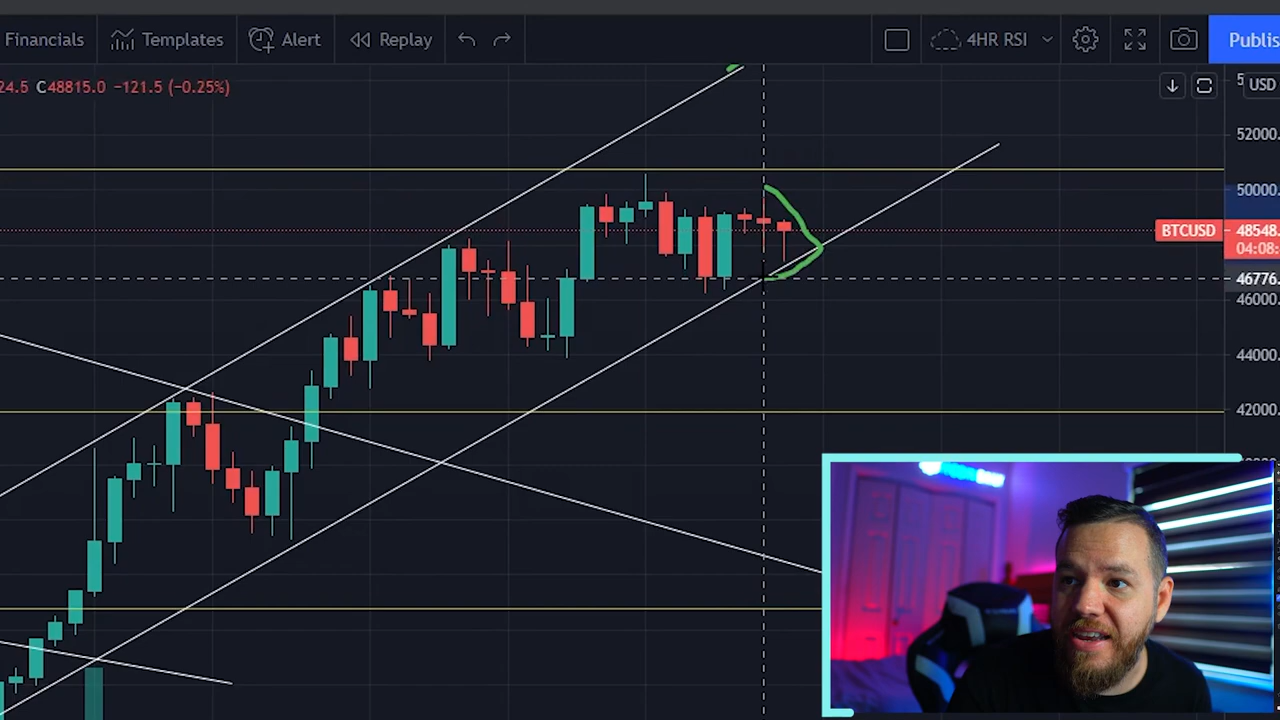 Financials Templates Alert Replay 4HR RSI Publis
24.5 C48815.0 −121.5 (−0.25%)
USD
52000.
50000.
BTCUSD 48548.
04:08:
46776.
46000.
44000.
42000.